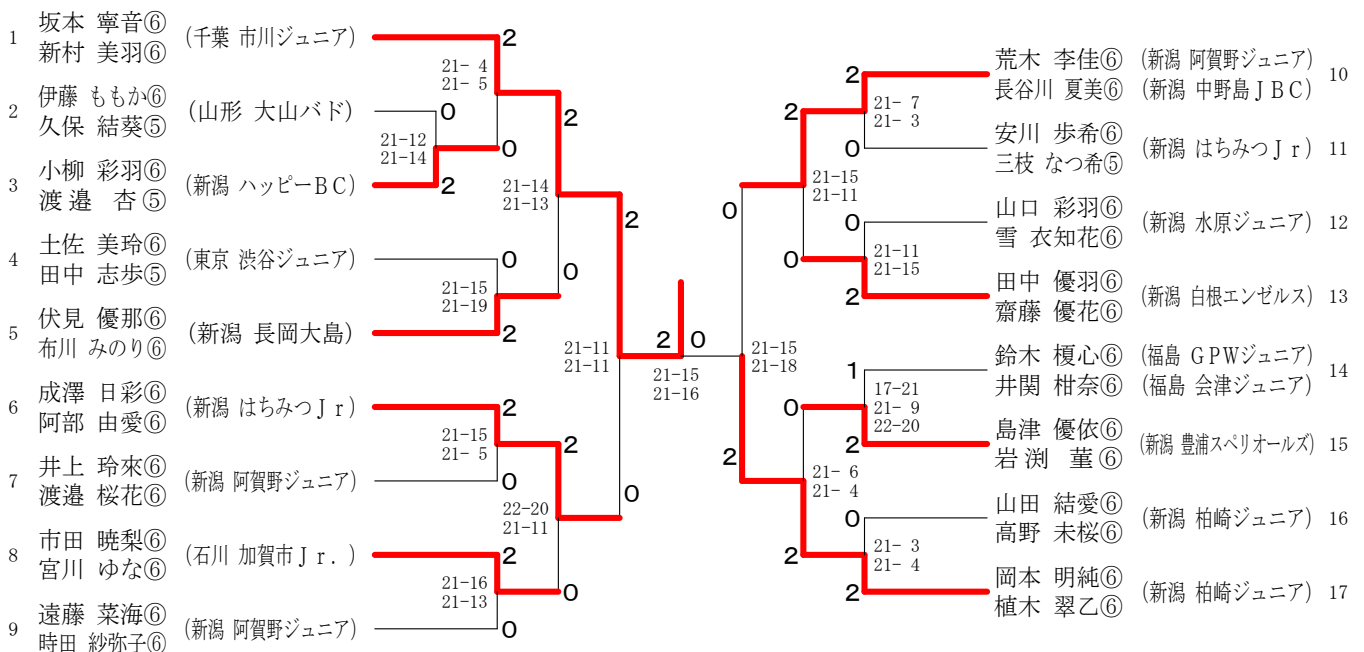 1 坂本 寧音⑥ (千葉 市川ジュニア) 2
新村 美羽⑥
21- 4
21- 5
2 伊藤 ももか⑥ (山形 大山バド) 0
久保 結葵⑤
2
21-12
21-14
0
3 小柳 彩羽⑥ (新潟 ハッピーBC) 2
渡邉 杏⑤
21-14
21-13
2
4 土佐 美玲⑥ (東京 渋谷ジュニア) 0
田中 志歩⑤
0
21-15
21-19
5 伏見 優那⑥ (新潟 長岡大島) 2
布川 みのり⑥
21-11
21-11
6 成澤 日彩⑥ (新潟 はちみつJr) 2
阿部 由愛⑥
21-15
21- 5
2
7 井上 玲來⑥ (新潟 阿賀野ジュニア) 0
渡邉 桜花⑥
0
22-20
21-11
8 市田 暁梨⑥ (石川 加賀市Jr.) 2
宮川 ゆな⑥
21-16
21-13
0
9 遠藤 菜海⑥ (新潟 阿賀野ジュニア) 0
時田 紗弥子⑥
2 0
21-15
21-16
荒木 李佳⑥ (新潟 阿賀野ジュニア) 10
長谷川 夏美⑥ (新潟 中野島JBC)
2
21- 7
21- 3
2
安川 歩希⑥ (新潟 はちみつJr) 11
三枝 なつ希⑤
0
21-15
21-11
0
山口 彩羽⑥ (新潟 水原ジュニア) 12
雪 衣知花⑥
0
21-11
21-15
0
田中 優羽⑥ (新潟 白根エンゼルス) 13
齋藤 優花⑥
2
21-15
21-18
鈴木 榎心⑥ (福島 GPWジュニア) 14
井関 柑奈⑥ (福島 会津ジュニア)
1
17-21
21- 9
22-20
0
島津 優依⑥ (新潟 豊浦スペリオールズ) 15
岩渕 菫⑥
2
2
21- 6
21- 4
山田 結愛⑥ (新潟 柏崎ジュニア) 16
高野 未桜⑥
0
21- 3
21- 4
2
岡本 明純⑥ (新潟 柏崎ジュニア) 17
植木 翠乙⑥
2